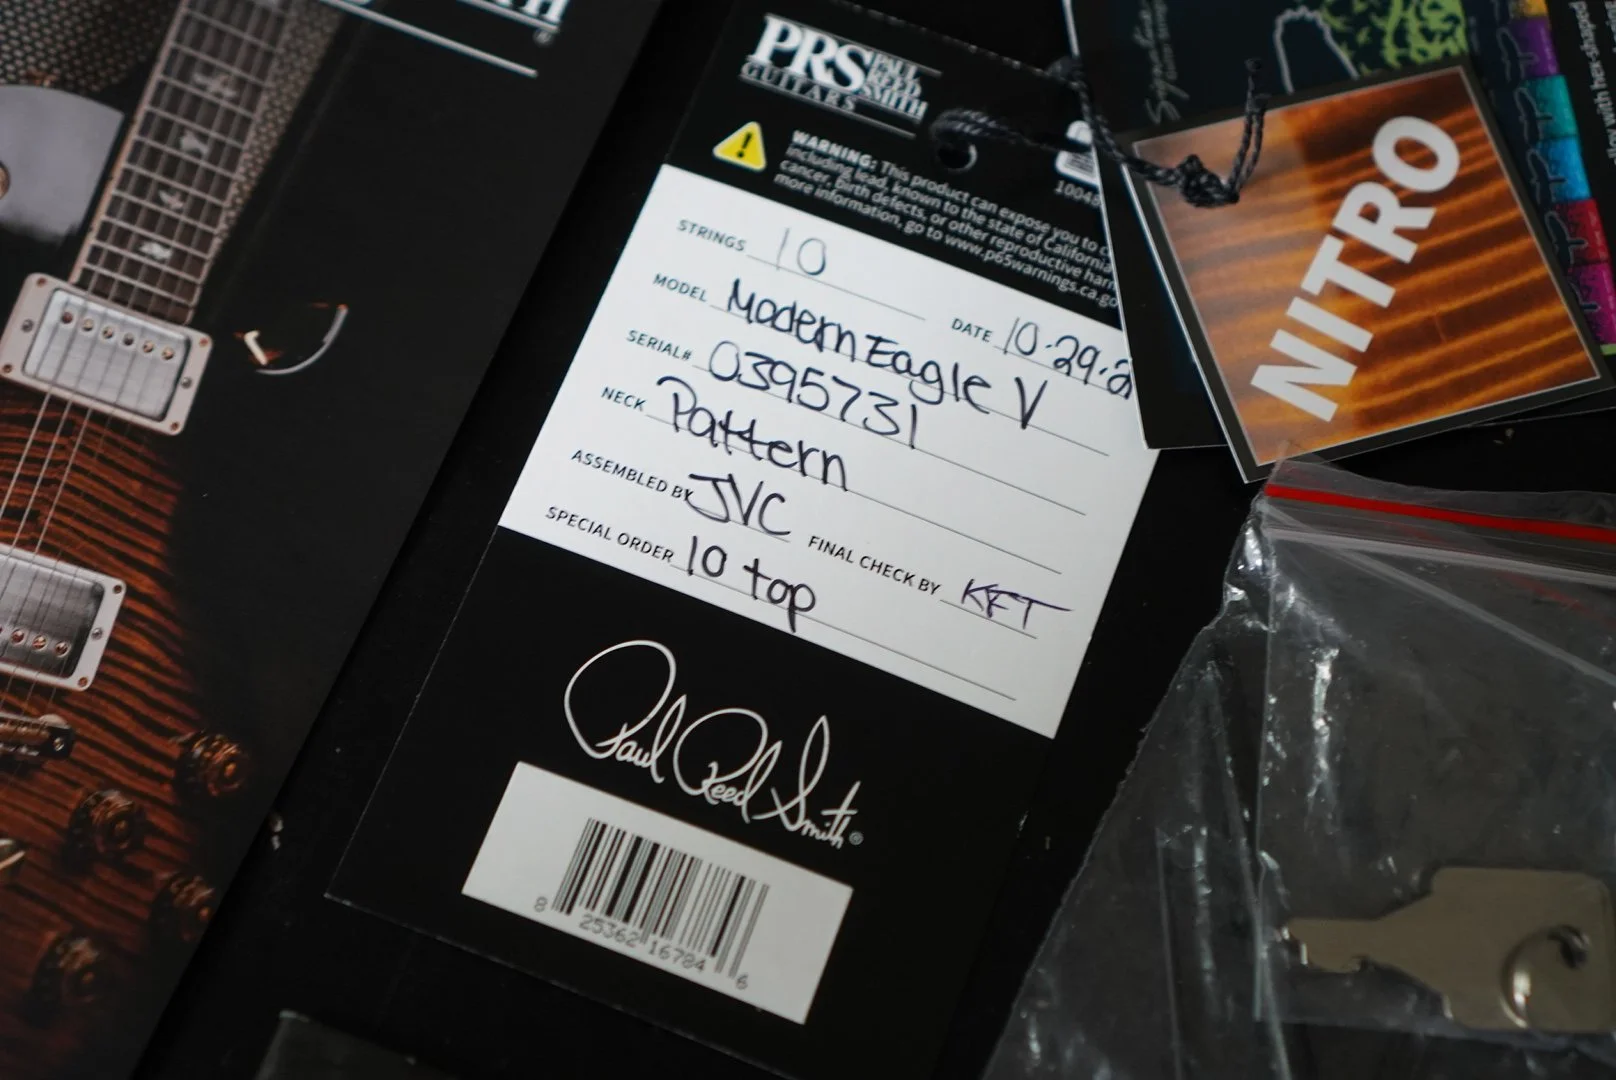 PRS PAUL REED SMITH
GUITARS
WARNING: This product can expose you to
including lead, known to the state of California
cancer, birth defects, or other reproductive
more information, go to www.p65warnings.ca.go
STRINGS 10
MODEL Modern Eagle V DATE 10.29.2
SERIAL# 0395731
NECK Pattern
ASSEMBLED BY JVC FINAL CHECK BY KFT
SPECIAL ORDER 10 top
Paul Reed Smith ®
8 25362 16784 6
NITRO
with her-shaped